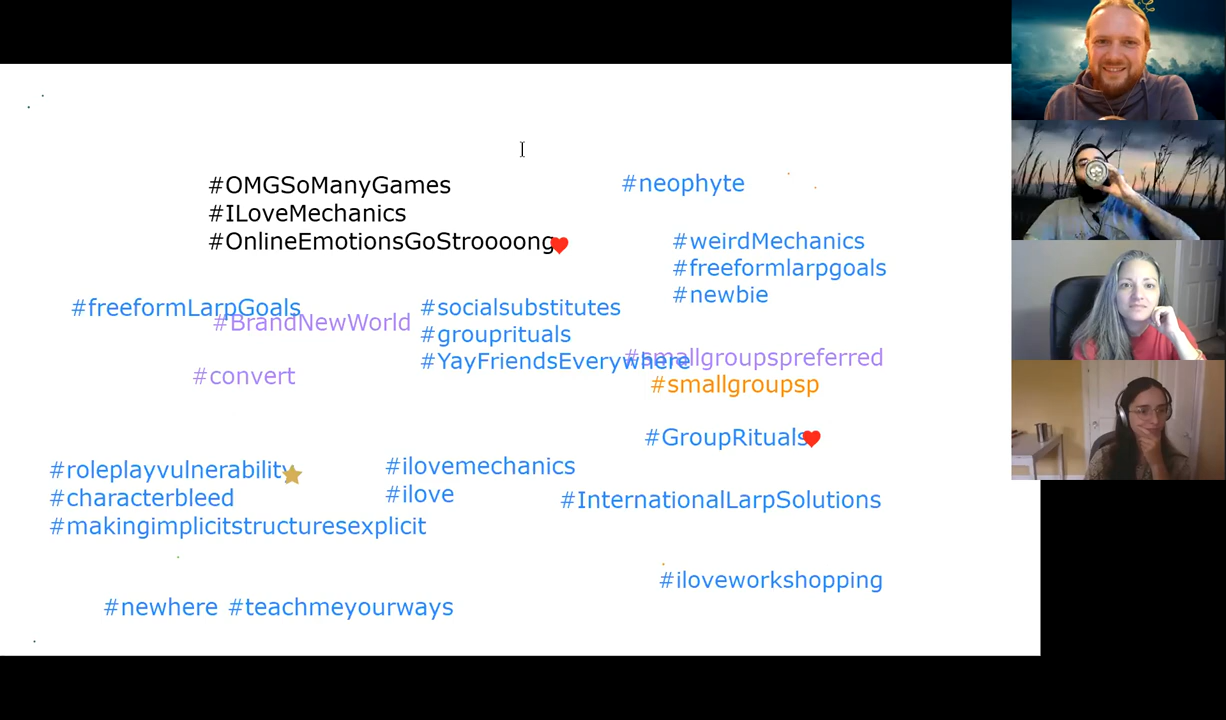 #OMGSoManyGames
#ILoveMechanics
#OnlineEmotionsGoStroooong
#neophyte
#weirdMechanics
#freeformlarpgoals
#newbie
#freeformLarpGoals
#BrandNewWorld
#convert
#socialsubstitutes
#grouprituals
#YayFriendsEverywhere
#smallgroupspreferred
#smallgroupsp
#GroupRituals
#roleplayvulnerability
#characterbleed
#makingimplicitstructuresexplicit
#ilovemechanics
#ilove
#InternationalLarpSolutions
#iloveworkshopping
#newhere #teachmeyourways